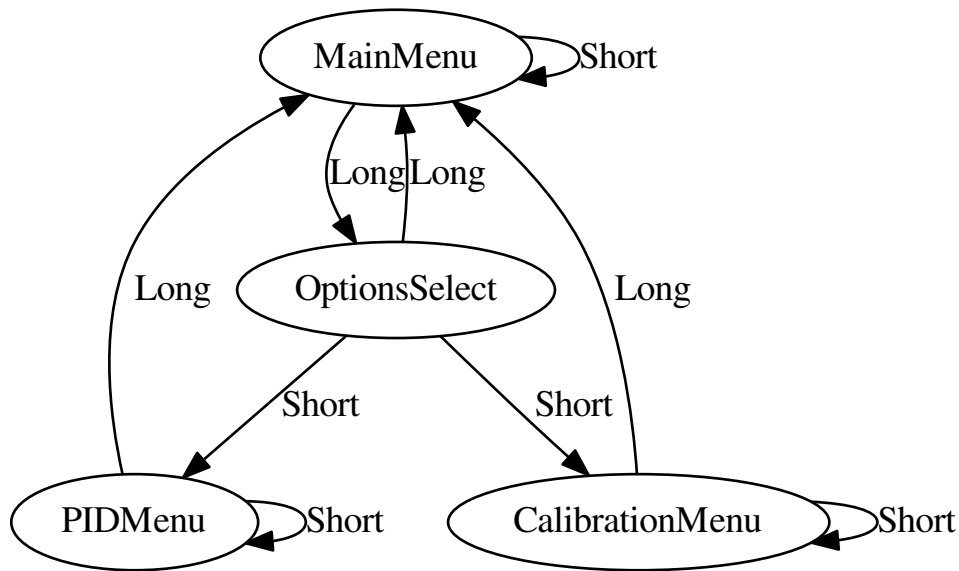 MainMenu
Short
Long
Long
OptionsSelect
Long
Long
Short
Short
PIDMenu
Short
CalibrationMenu
Short